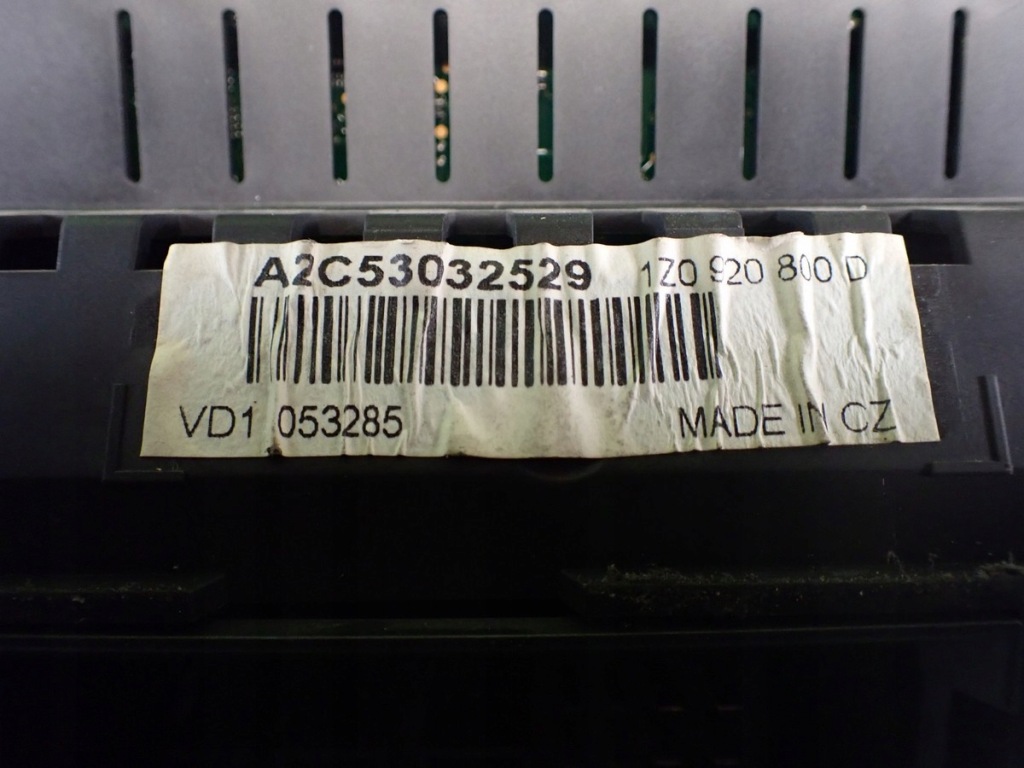 A2C53032529 1Z0 920 800 D
VD1 053285 MADE IN CZ